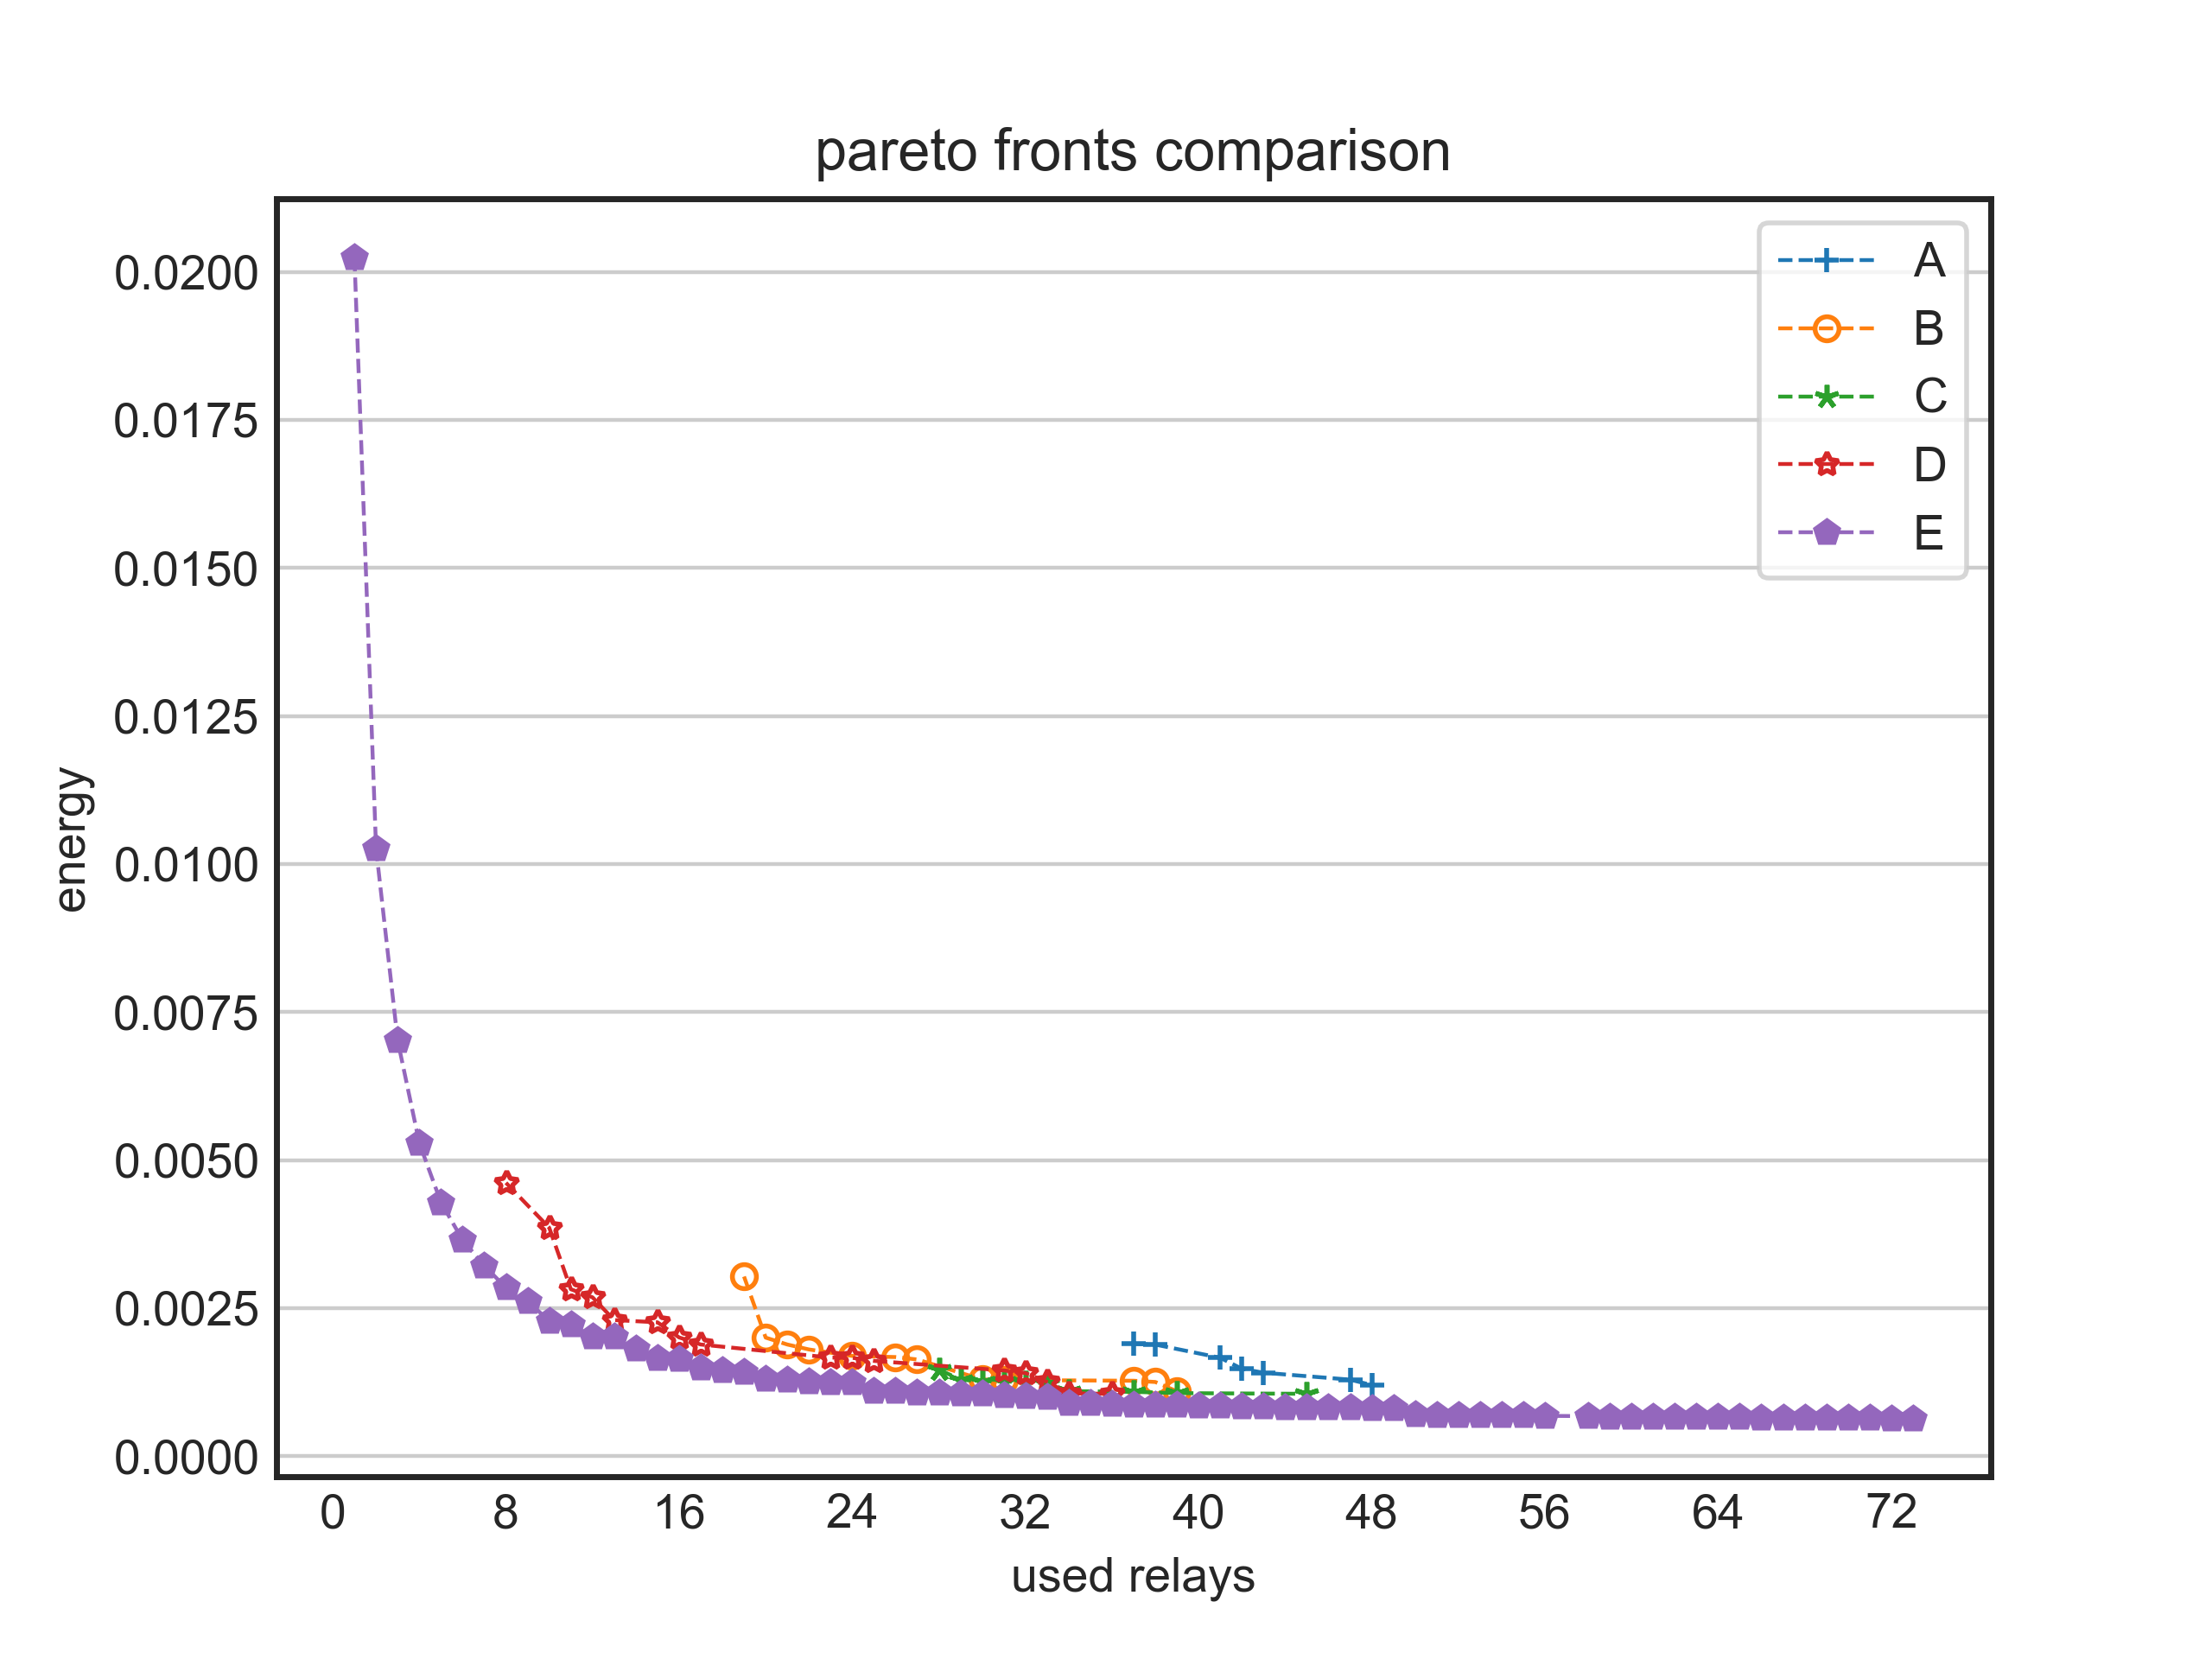 pareto fronts comparison
0.0200
0.0175
0.0150
0.0125
0.0100
0.0075
0.0050
0.0025
0.0000
energy
A
B
C
D
E
0 8 16 24 32 40 48 56 64 72
used relays